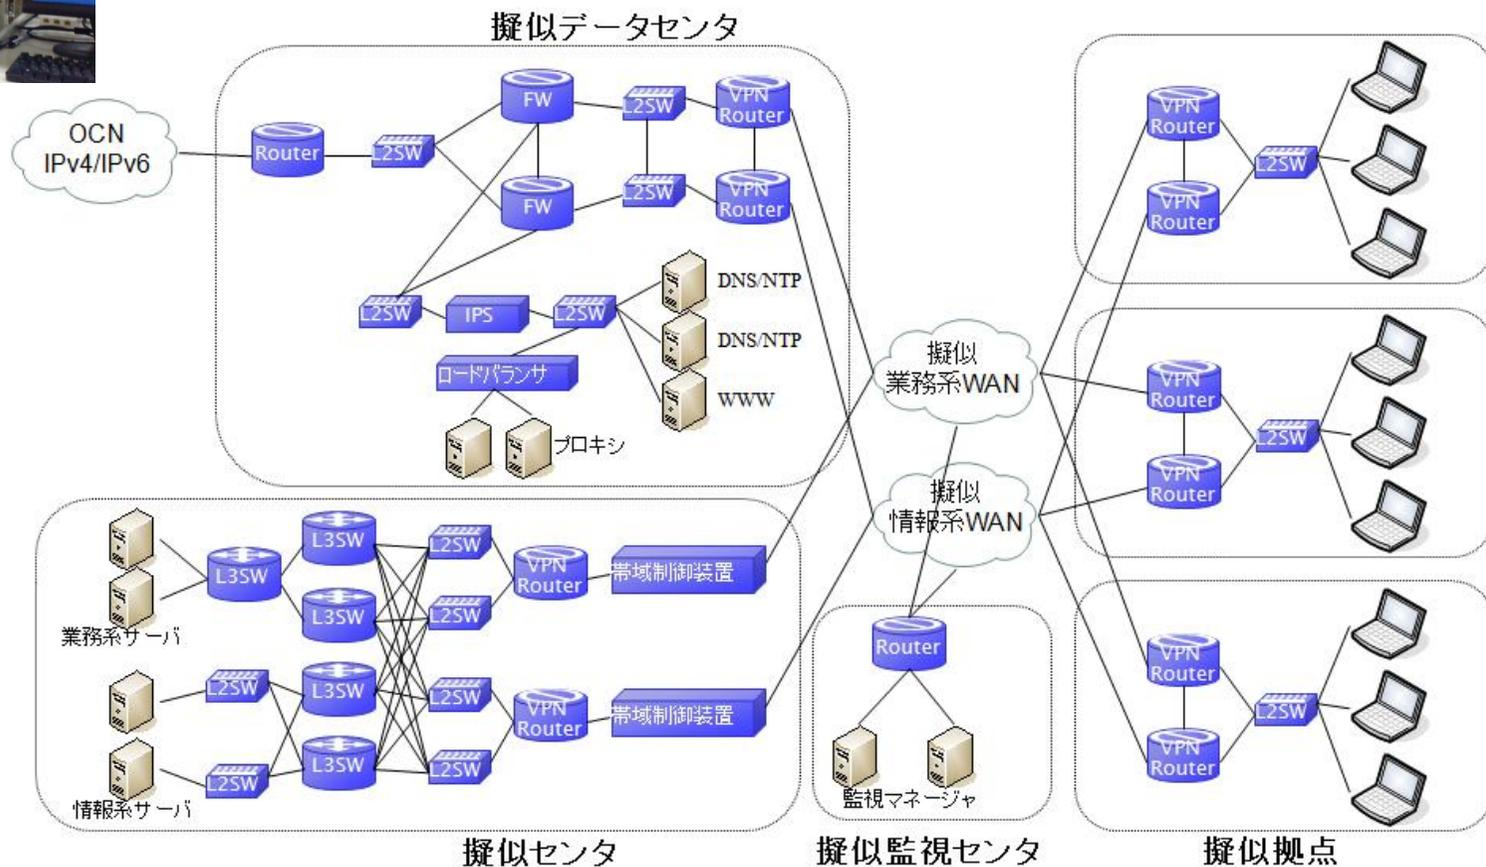 擬似データセンタ
OCN
IPv4/IPv6
Router
L2SW
FW
FW
L2SW
L2SW
VPN
Router
VPN
Router
L2SW
IPS
L2SW
DNS/NTP
DNS/NTP
WWW
ロードバランサ
プロキシ
擬似
業務系WAN
擬似
情報系WAN
業務系サーバ
情報系サーバ
L3SW
L2SW
L2SW
L3SW
L3SW
L3SW
L3SW
L2SW
L2SW
L2SW
L2SW
VPN
Router
VPN
Router
帯域制御装置
帯域制御装置
擬似センタ
Router
監視マネージャ
擬似監視センタ
VPN
Router
VPN
Router
L2SW
VPN
Router
VPN
Router
L2SW
VPN
Router
VPN
Router
L2SW
擬似拠点